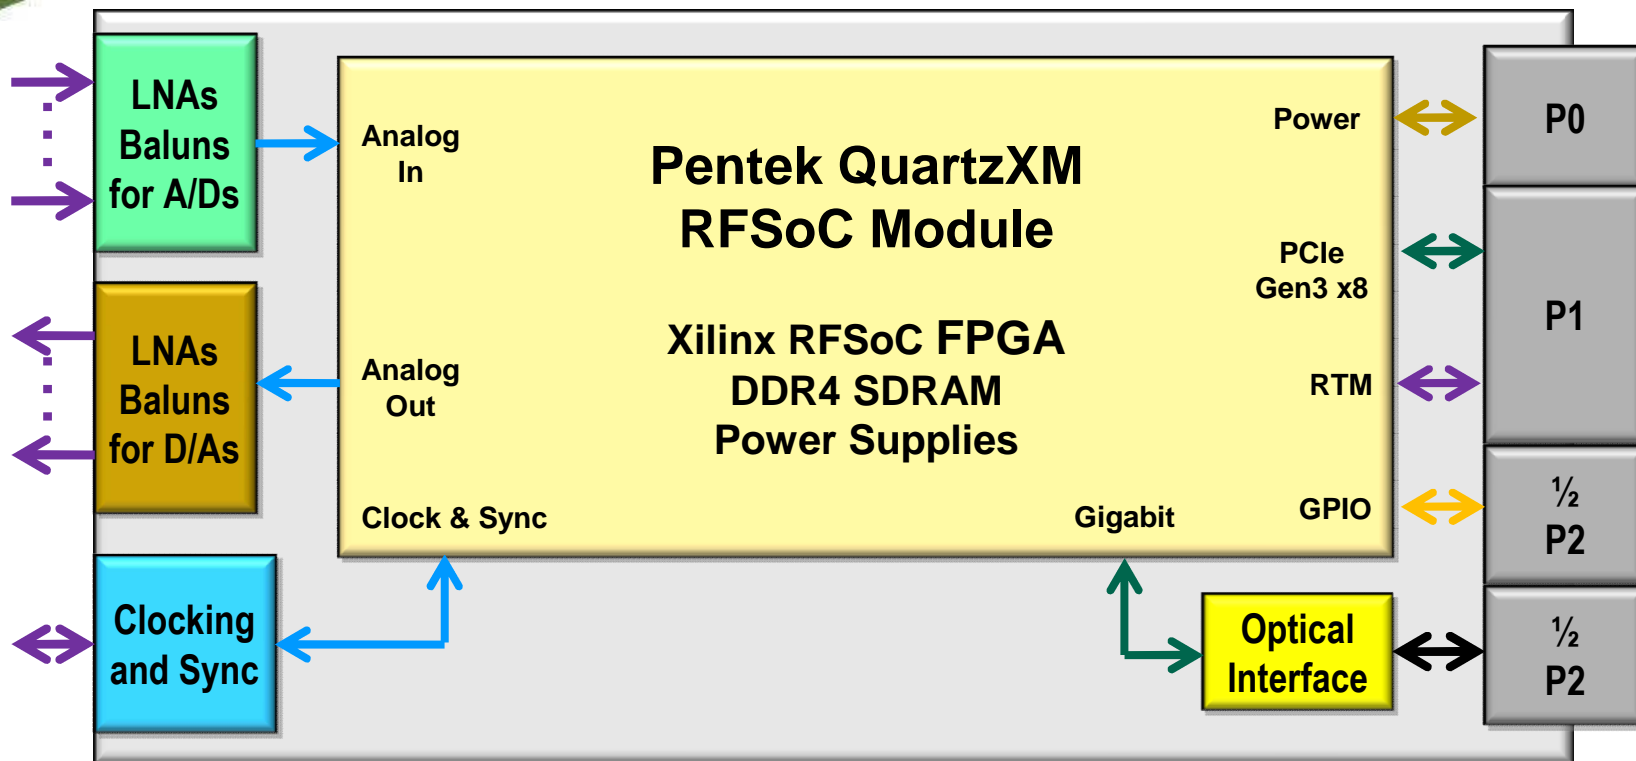 LNAs
Baluns
for A/Ds
Analog
In
Pentek QuartzXM
RFSoC Module
Power
P0
PCIe
Gen3 x8
P1
Xilinx RFSoC FPGA
DDR4 SDRAM
Power Supplies
LNAs
Baluns
for D/As
Analog
Out
RTM
Clock & Sync
Gigabit
GPIO
½
P2
Clocking
and Sync
Optical
Interface
½
P2